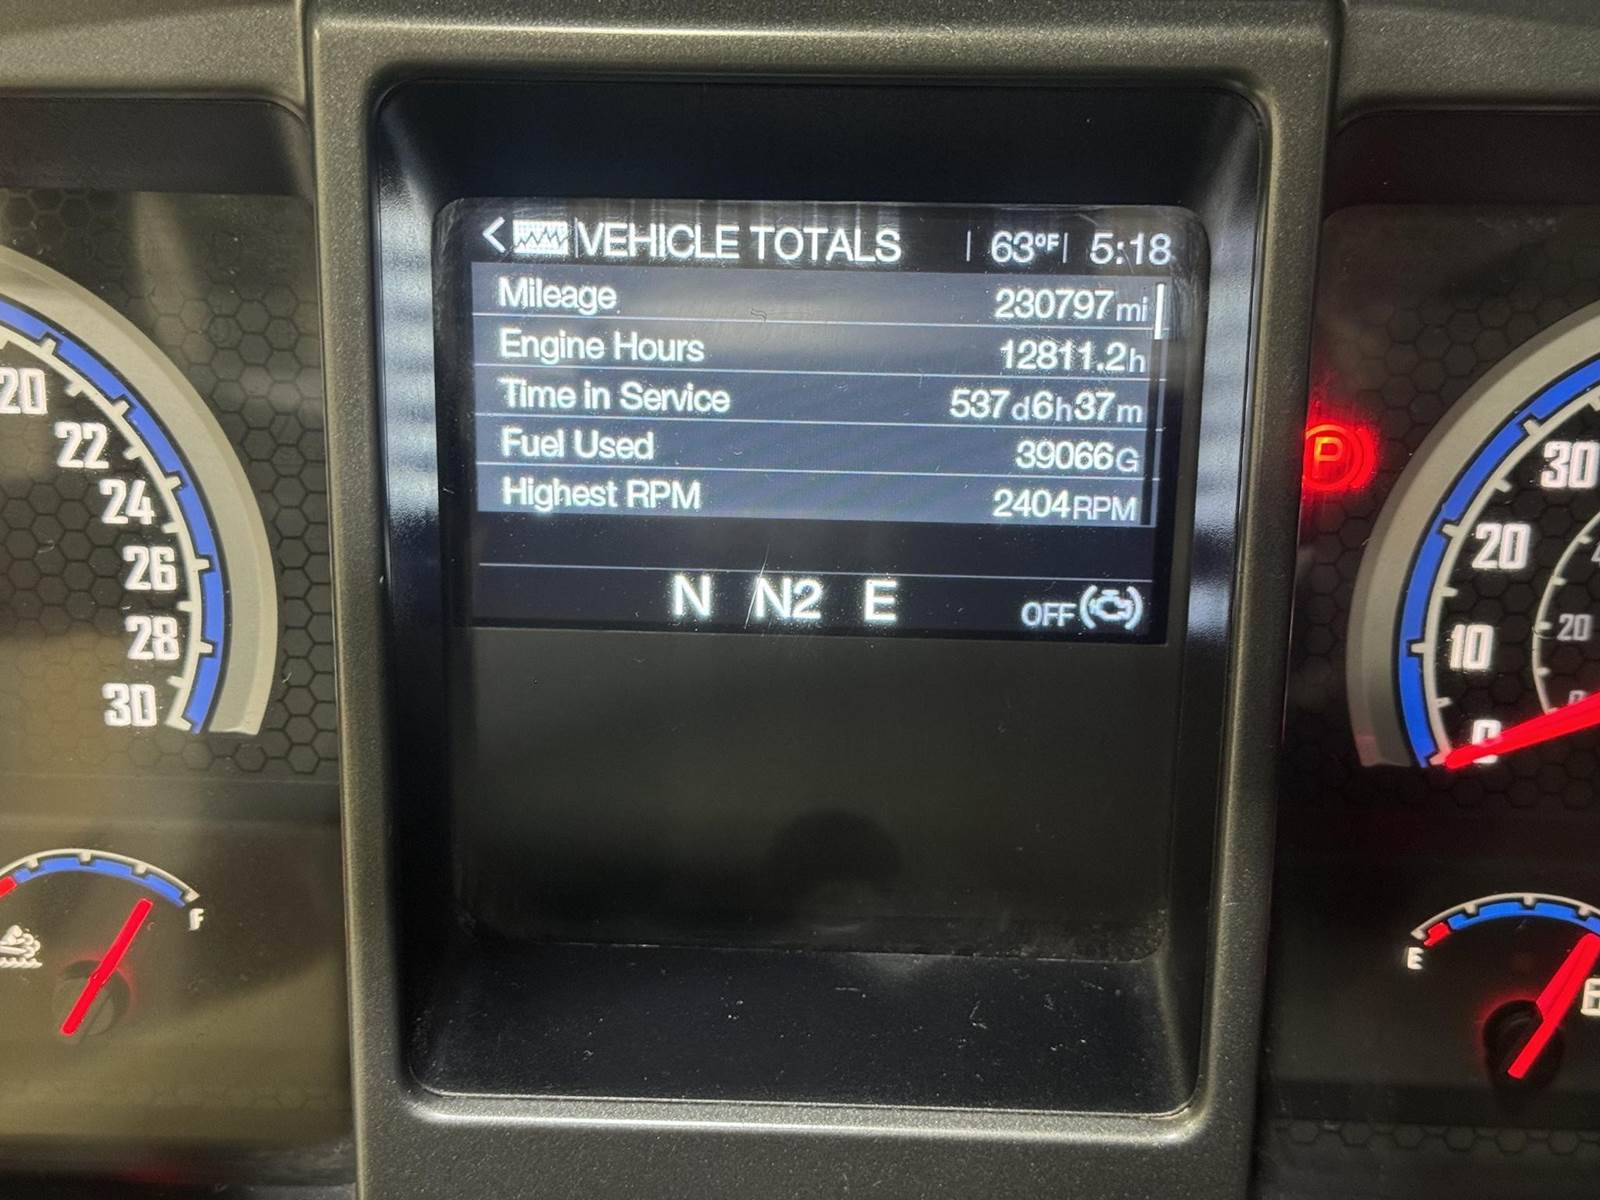 VEHICLE TOTALS | 63°F | 5:18
Mileage 230797 mi
Engine Hours 12811.2 h
Time in Service 537 d 6 h 37 m
Fuel Used 39066 G
Highest RPM 2404 RPM
N N2 E OFF
20
22
24
26
28
30
F
P
30
20
10
0
20
E